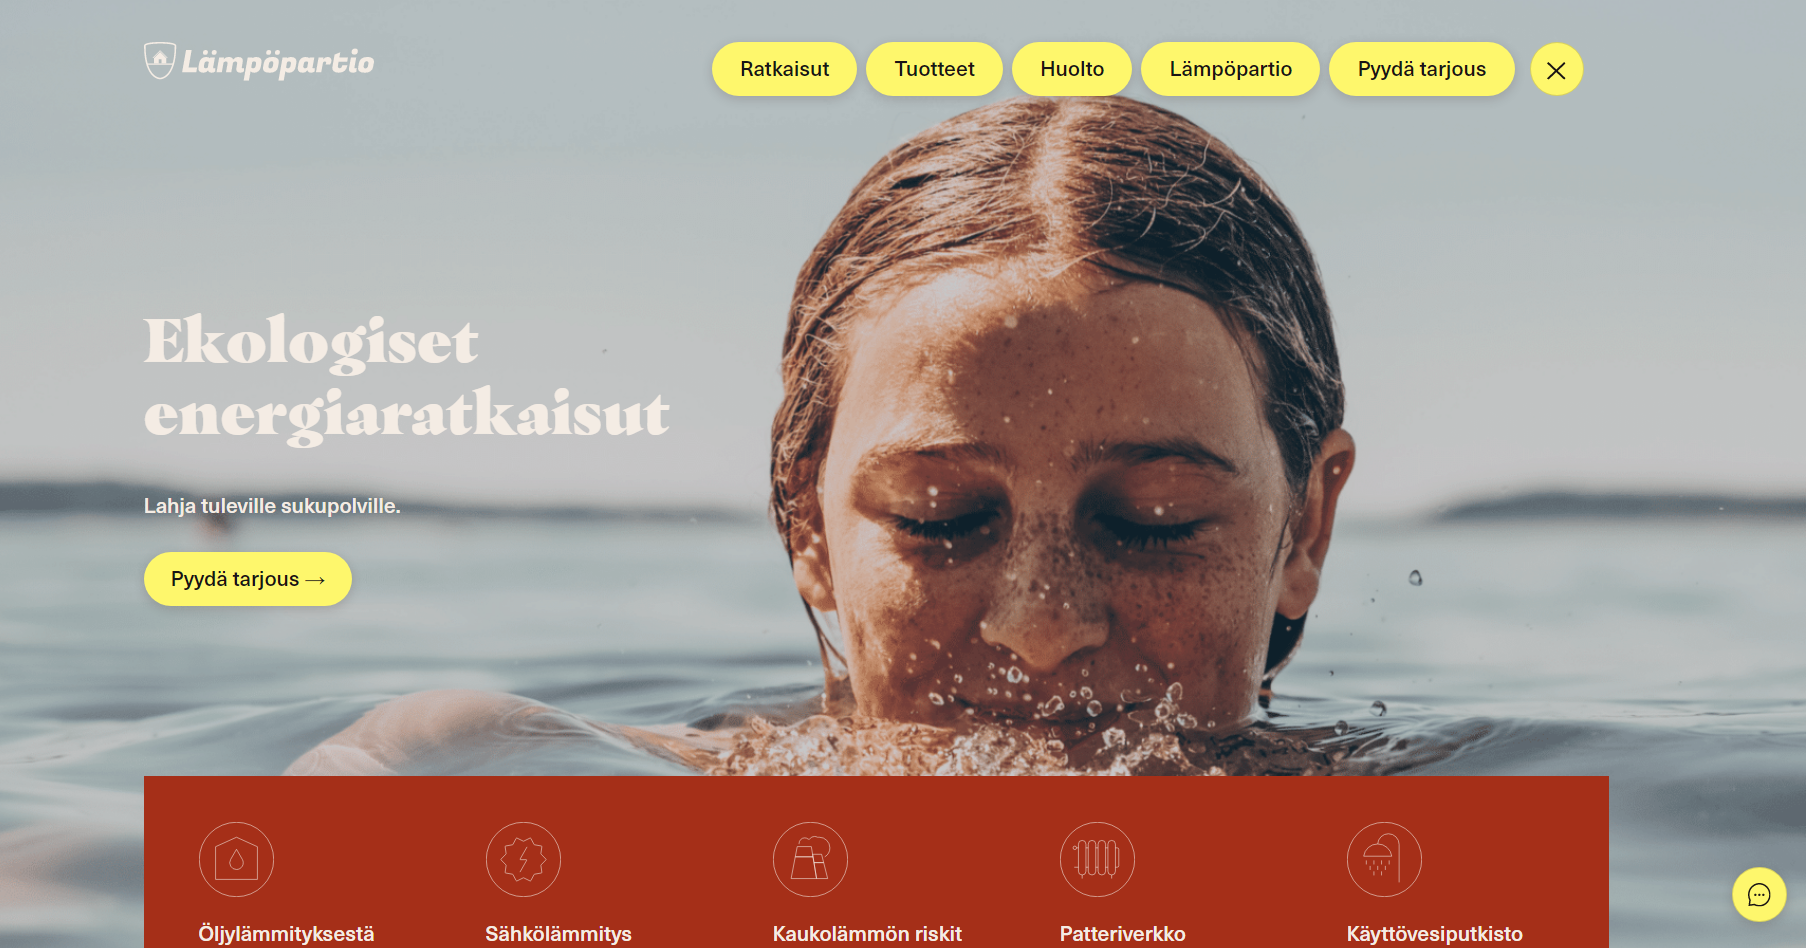 Lämpöpartio
Ratkaisut
Tuotteet
Huolto
Lämpöpartio
Pyydä tarjous
Ekologiset
energiaratkaisut
Lahja tuleville sukupolville.
Pyydä tarjous →
Öljylämmityksestä
Sähkölämmitys
Kaukolämmön riskit
Patteriverkko
Käyttövesiputkisto